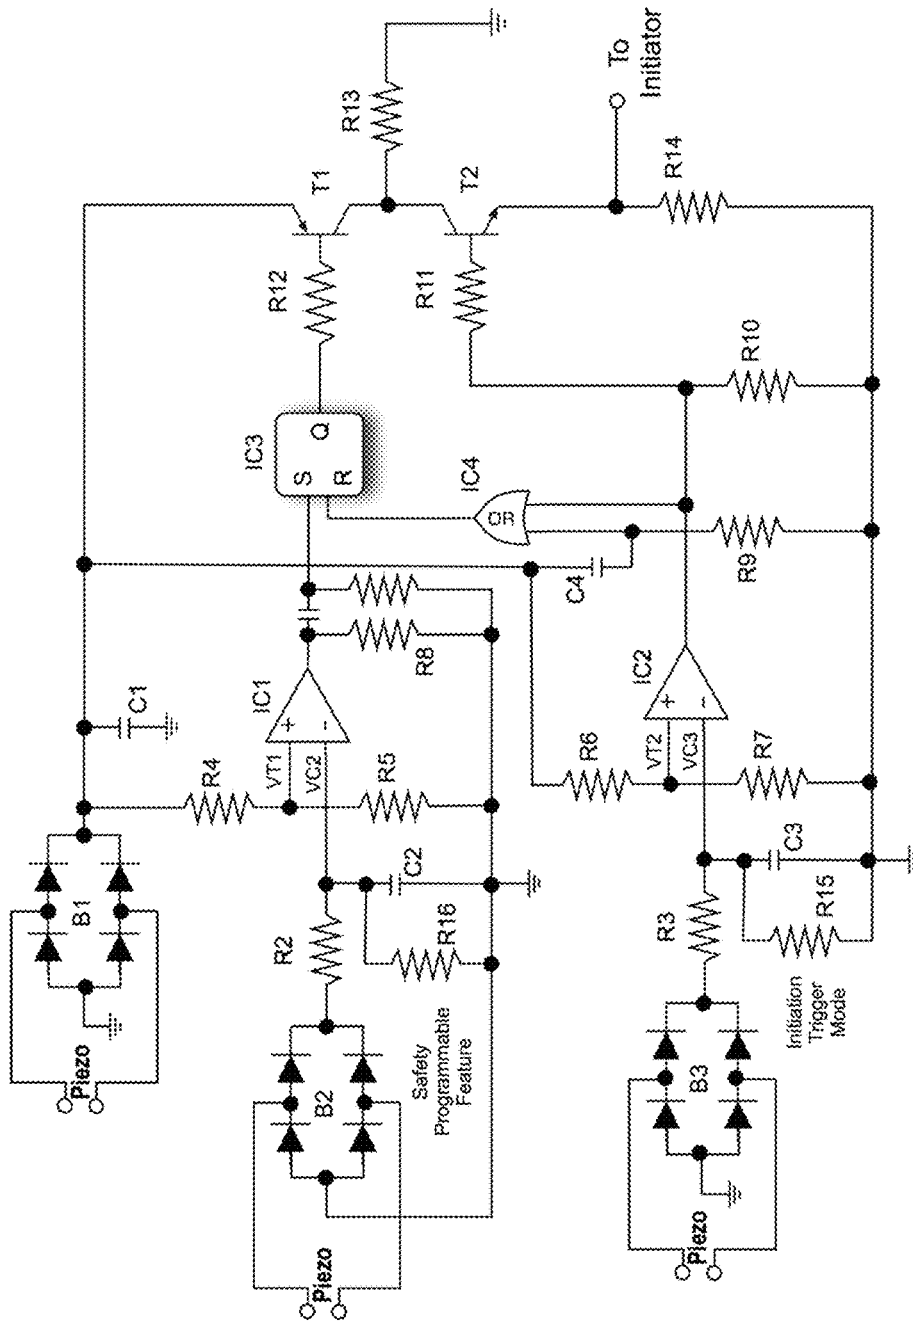 Piezo
B1
C1
R4
VT1
VC2
R5
IC1
R8
IC3
S
R
Q
R12
T1
R13
Piezo
B2
R2
C2
R16
Safety
Programmable
Feature
R6
VT2
VC3
R7
IC2
C4
R9
IC4
OR
R11
T2
R10
R14
To
Initiator
Piezo
B3
R3
C3
R15
Initiation
Trigger
Mode
+
-
+
-